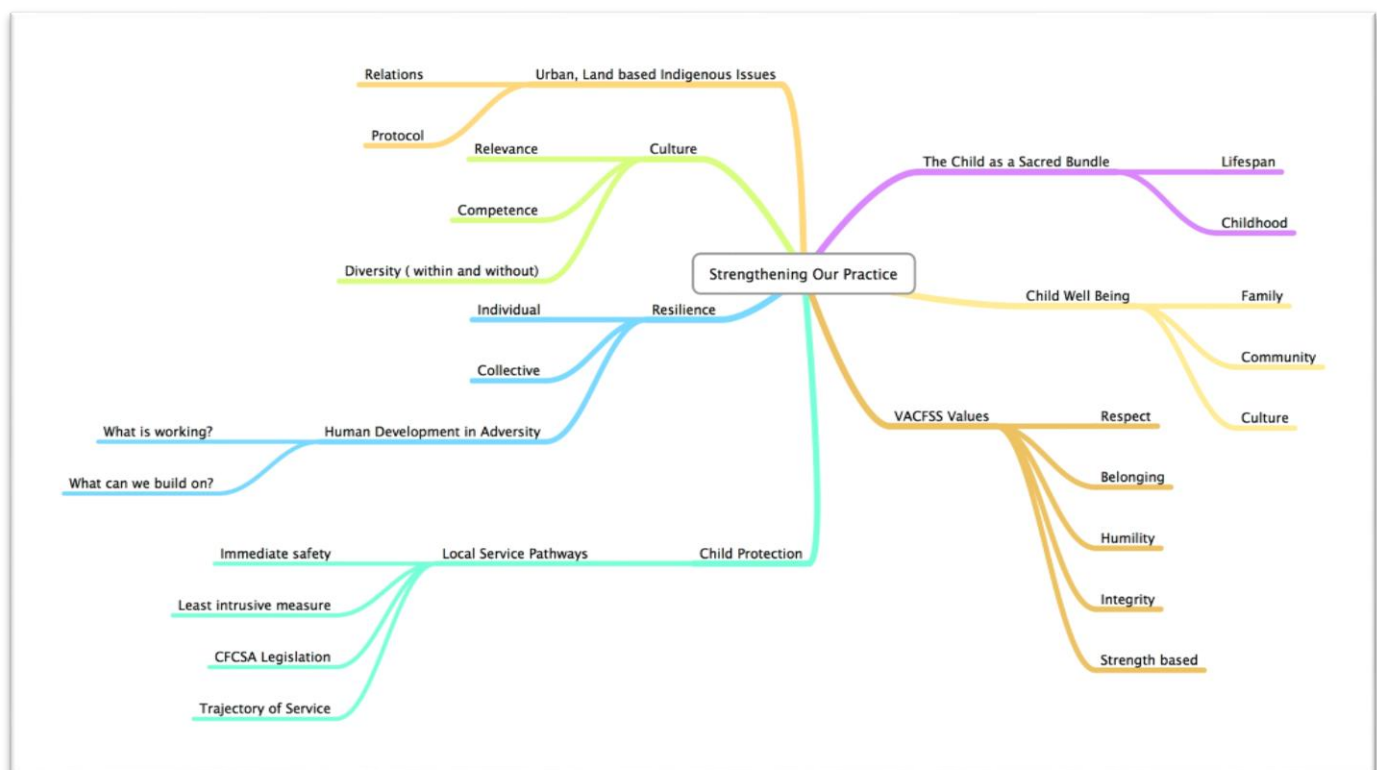 Relations
Urban, Land based Indigenous Issues
Protocol
Relevance
Culture
Competence
Diversity ( within and without)
Individual
Resilience
Collective
What is working?
Human Development in Adversity
What can we build on?
Immediate safety
Local Service Pathways
Child Protection
Least intrusive measure
CFCSA Legislation
Trajectory of Service
Strengthening Our Practice
The Child as a Sacred Bundle
Lifespan
Childhood
Child Well Being
Family
Community
Culture
VACFSS Values
Respect
Belonging
Humility
Integrity
Strength based